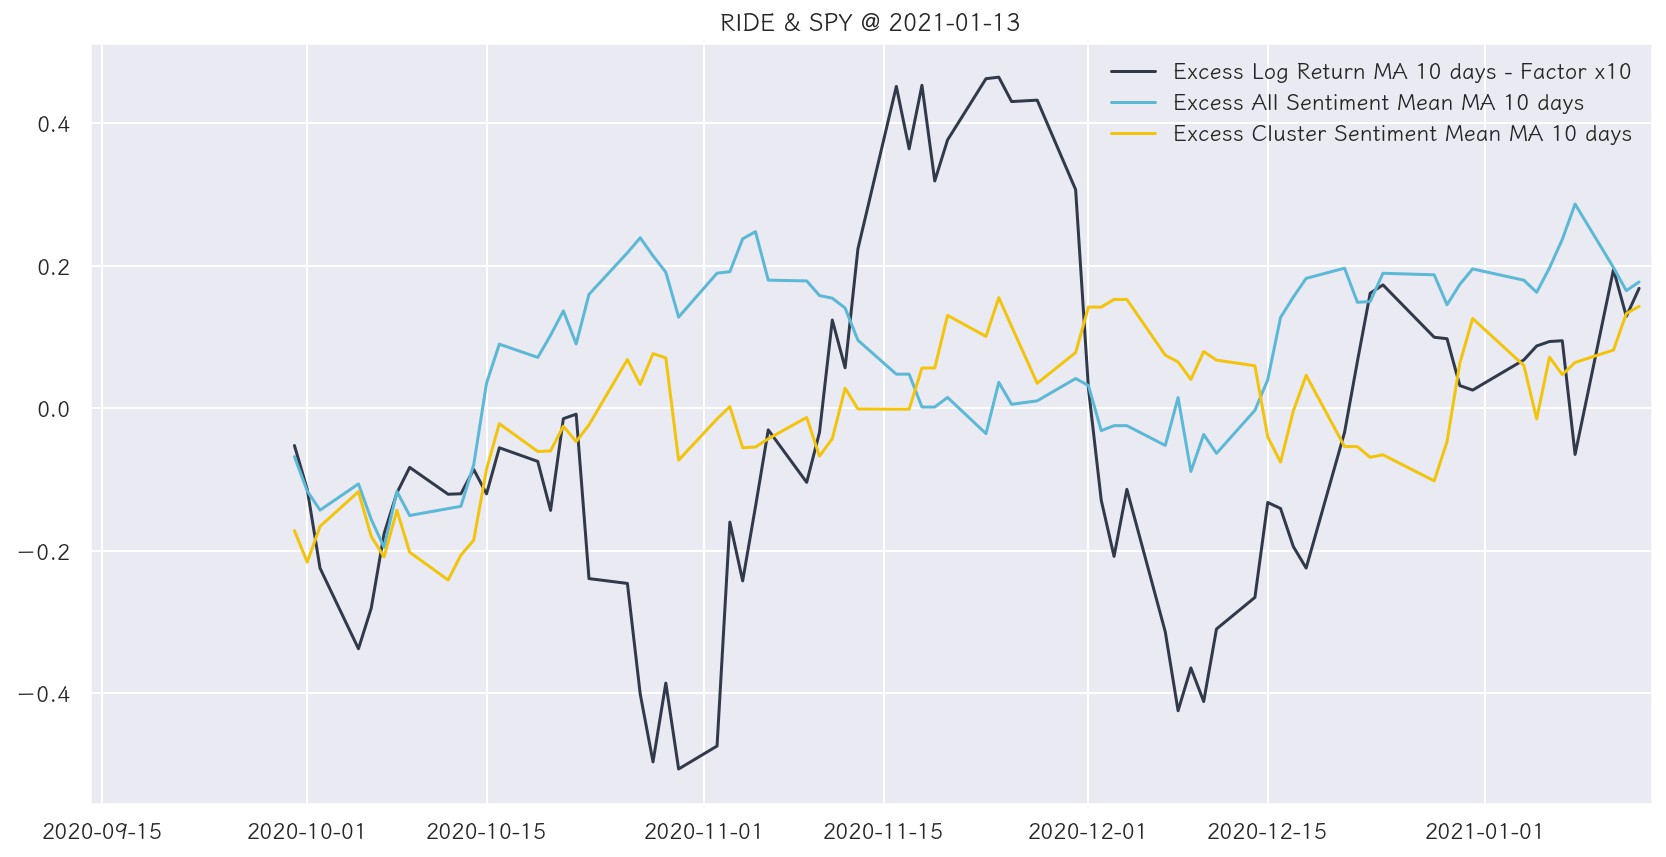 RIDE & SPY @ 2021-01-13
Excess Log Return MA 10 days - Factor x10
Excess All Sentiment Mean MA 10 days
Excess Cluster Sentiment Mean MA 10 days
0.4
0.2
0.0
−0.2
−0.4
2020-09-15 2020-10-01 2020-10-15 2020-11-01 2020-11-15 2020-12-01 2020-12-15 2021-01-01